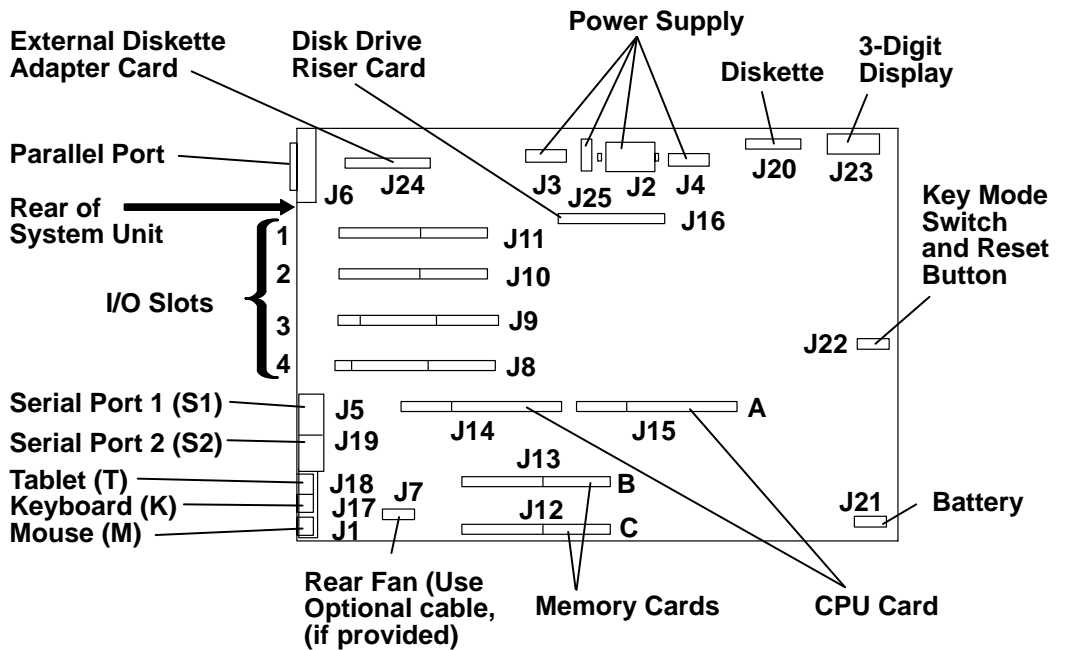 Power Supply
External Diskette
Adapter Card
Disk Drive
Riser Card
Diskette
3-Digit
Display
Parallel Port
J6
J24
J3
J25
J2
J4
J20
J23
Rear of
System Unit
J16
Key Mode
Switch
and Reset
Button
I/O Slots
1
J11
2
J10
3
J9
4
J8
J22
Serial Port 1 (S1)
J5
Serial Port 2 (S2)
J19
J14
J15
A
Tablet (T)
J18
Keyboard (K)
J17
Mouse (M)
J1
J7
J13
B
J12
C
J21
Battery
Rear Fan (Use
Optional cable,
(if provided)
Memory Cards
CPU Card